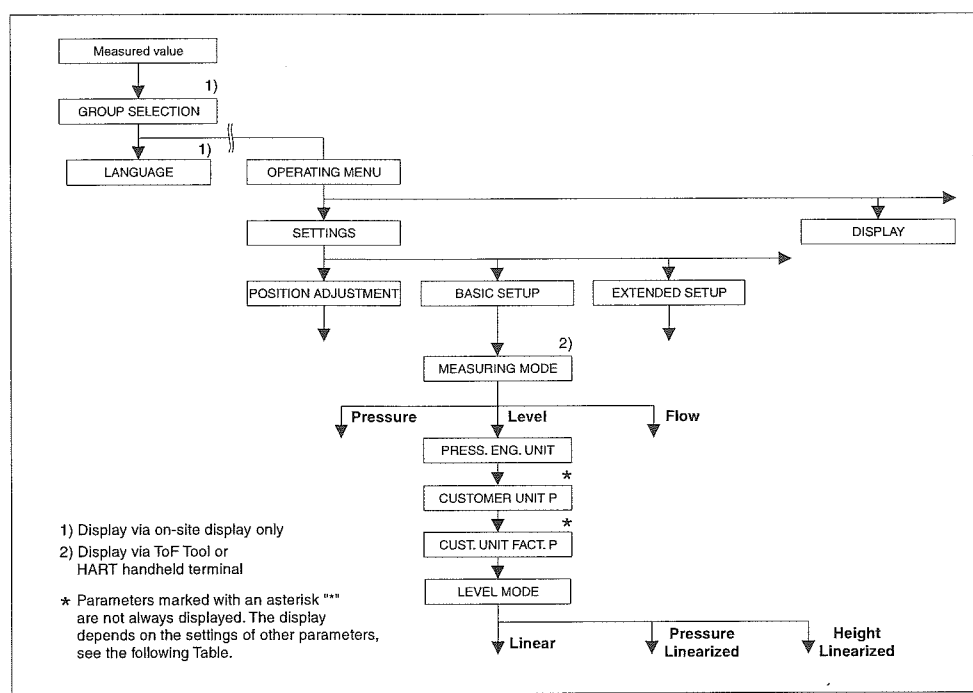 Measured value
1)
GROUP SELECTION
1)
LANGUAGE
OPERATING MENU
SETTINGS
DISPLAY
POSITION ADJUSTMENT
BASIC SETUP
EXTENDED SETUP
2)
MEASURING MODE
Pressure
Level
Flow
PRESS. ENG. UNIT
*
CUSTOMER UNIT P
*
CUST. UNIT FACT. P
LEVEL MODE
Linear
Pressure
Linearized
Height
Linearized
1) Display via on-site display only
2) Display via ToF Tool or
HART handheld terminal
* Parameters marked with an asterisk "*"
are not always displayed. The display
depends on the settings of other parameters,
see the following Table.